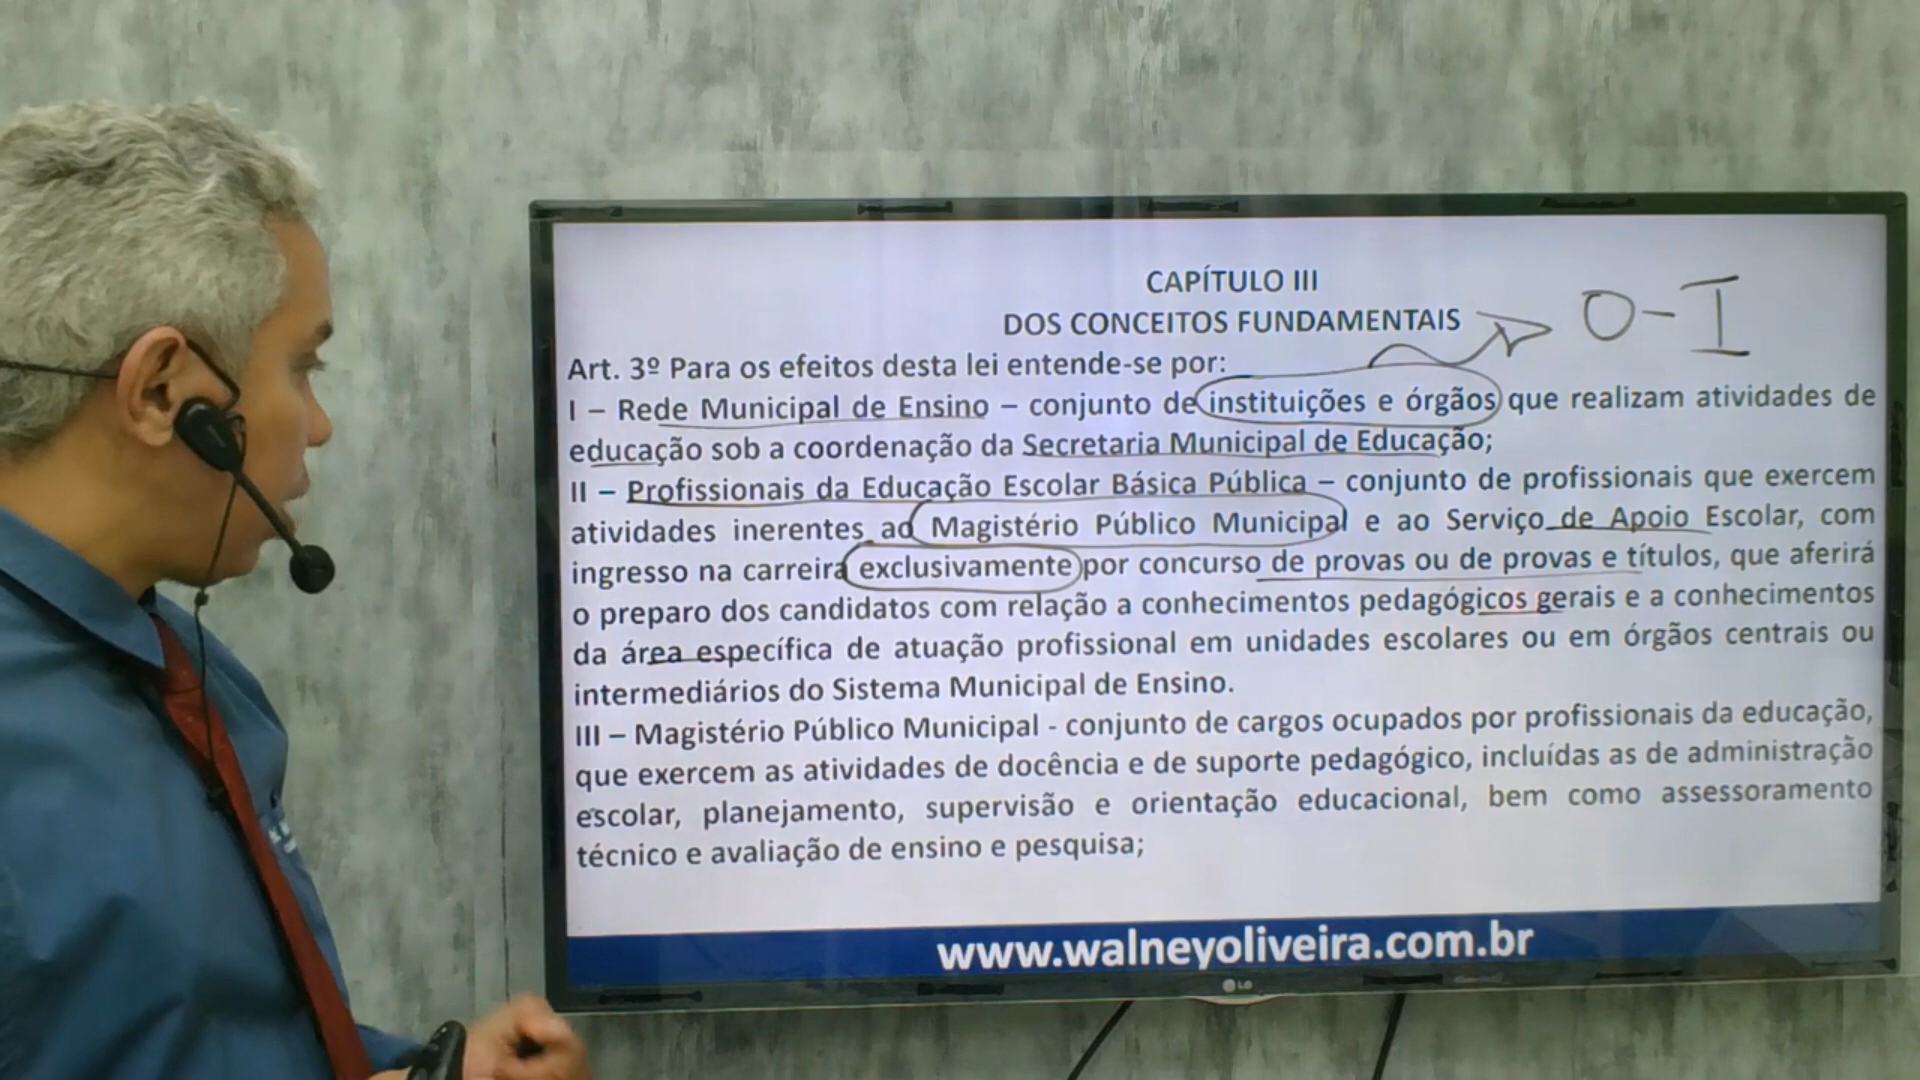 CAPÍTULO III
DOS CONCEITOS FUNDAMENTAIS
O-I
Art. 3º Para os efeitos desta lei entende-se por:
I – Rede Municipal de Ensino – conjunto de instituições e órgãos que realizam atividades de
educação sob a coordenação da Secretaria Municipal de Educação;
II – Profissionais da Educação Escolar Básica Pública – conjunto de profissionais que exercem
atividades inerentes ao Magistério Público Municipal e ao Serviço de Apoio Escolar, com
ingresso na carreira exclusivamente por concurso de provas ou de provas e títulos, que aferirá
o preparo dos candidatos com relação a conhecimentos pedagógicos gerais e a conhecimentos
da área específica de atuação profissional em unidades escolares ou em órgãos centrais ou
intermediários do Sistema Municipal de Ensino.
III – Magistério Público Municipal - conjunto de cargos ocupados por profissionais da educação,
que exercem as atividades de docência e de suporte pedagógico, incluídas as de administração
escolar, planejamento, supervisão e orientação educacional, bem como assessoramento
técnico e avaliação de ensino e pesquisa;
www.walneyoliveira.com.br
LG